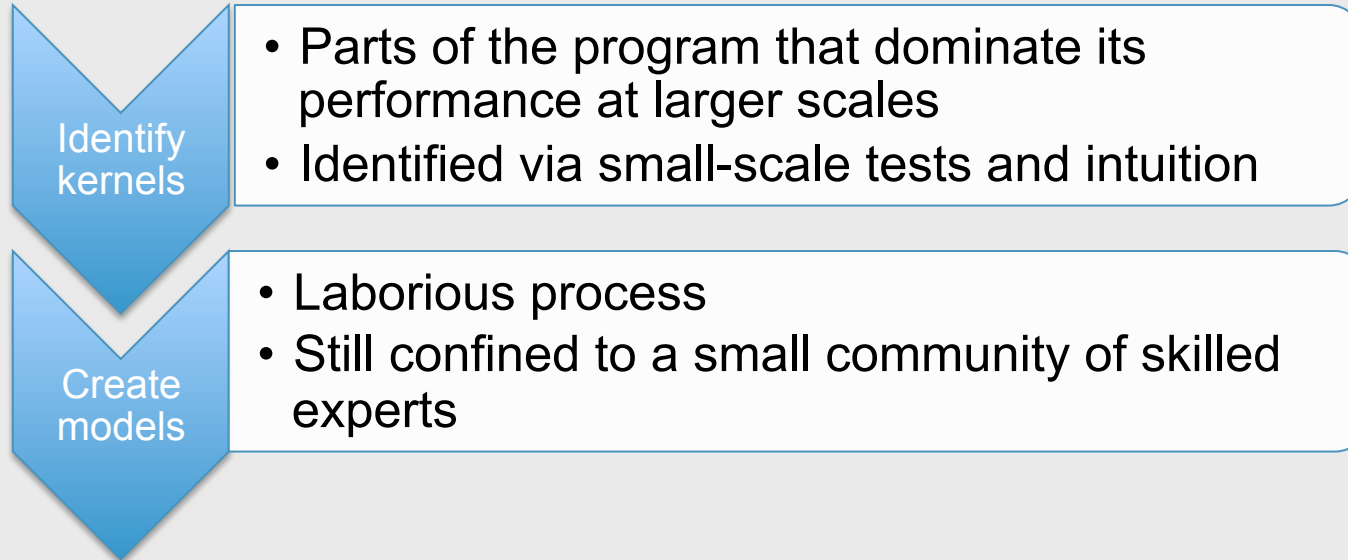 Identify
kernels
• Parts of the program that dominate its
performance at larger scales
• Identified via small-scale tests and intuition
Create
models
• Laborious process
• Still confined to a small community of skilled
experts